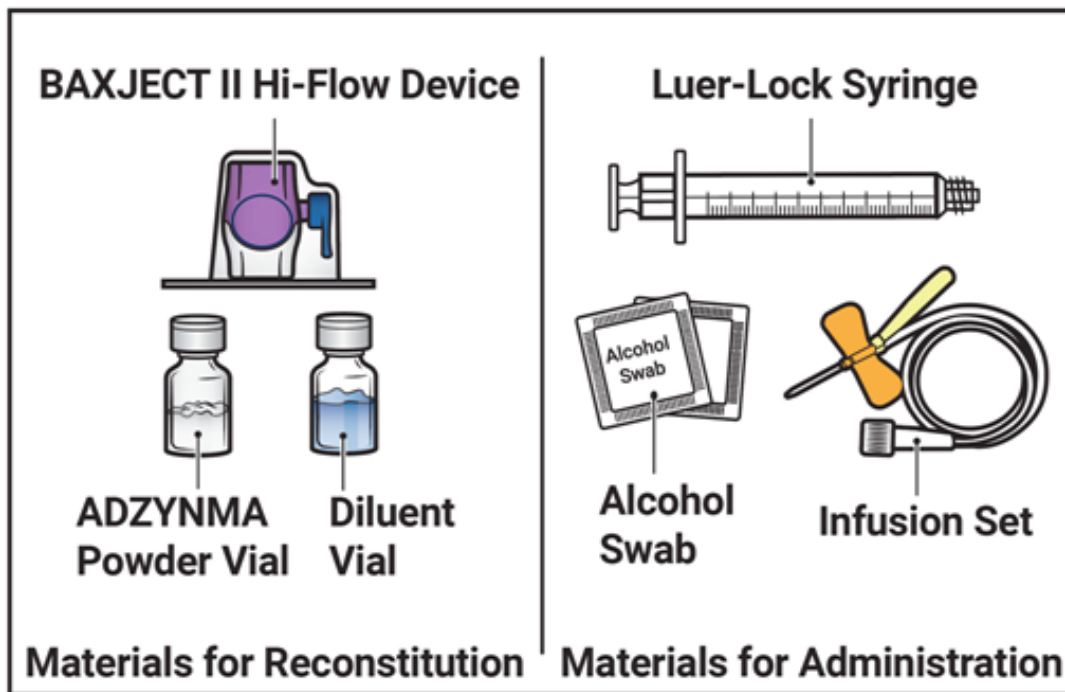 BAXJECT II Hi-Flow Device
ADZYNMA
Powder Vial
Diluent
Vial
Materials for Reconstitution
Luer-Lock Syringe
Alcohol
Swab
Alcohol
Swab
Infusion Set
Materials for Administration